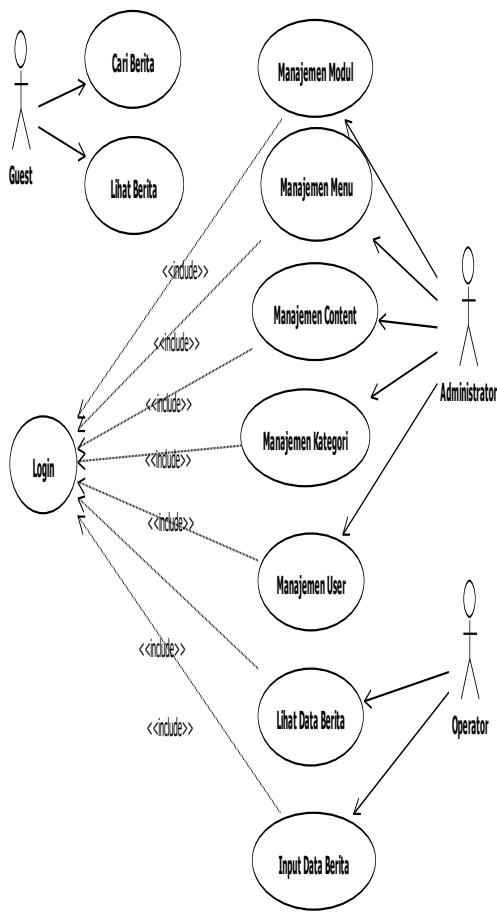 Cari Berita
Guest
Lihat Berita
Manajemen Modul
Manajemen Menu
<<include>>
Manajemen Content
<<include>>
Administrator
<<include>>
Manajemen Kategori
<<include>>
Login
<<include>>
Manajemen User
<<include>>
Lihat Data Berita
Operator
<<include>>
Input Data Berita